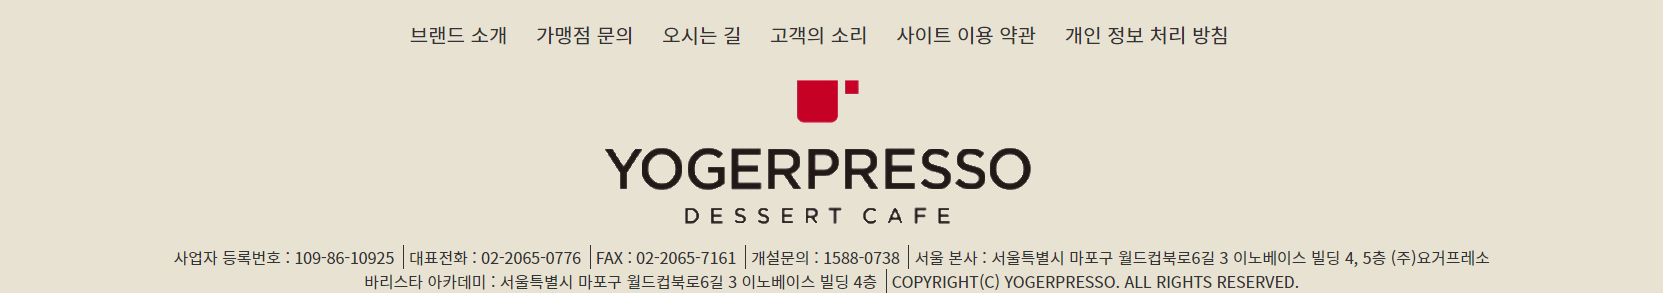 브랜드 소개 가맹점 문의 오시는 길 고객의 소리 사이트 이용 약관 개인 정보 처리 방침
YOGERPRESSO
DESSERT CAFE
사업자 등록번호 : 109-86-10925 대표전화 : 02-2065-0776 FAX : 02-2065-7161 개설문의 : 1588-0738 서울 본사 : 서울특별시 마포구 월드컵북로6길 3 이노베이스 빌딩 4, 5층 (주)요거프레소
바리스타 아카데미 : 서울특별시 마포구 월드컵북로6길 3 이노베이스 빌딩 4층 COPYRIGHT(C) YOGERPRESSO. ALL RIGHTS RESERVED.